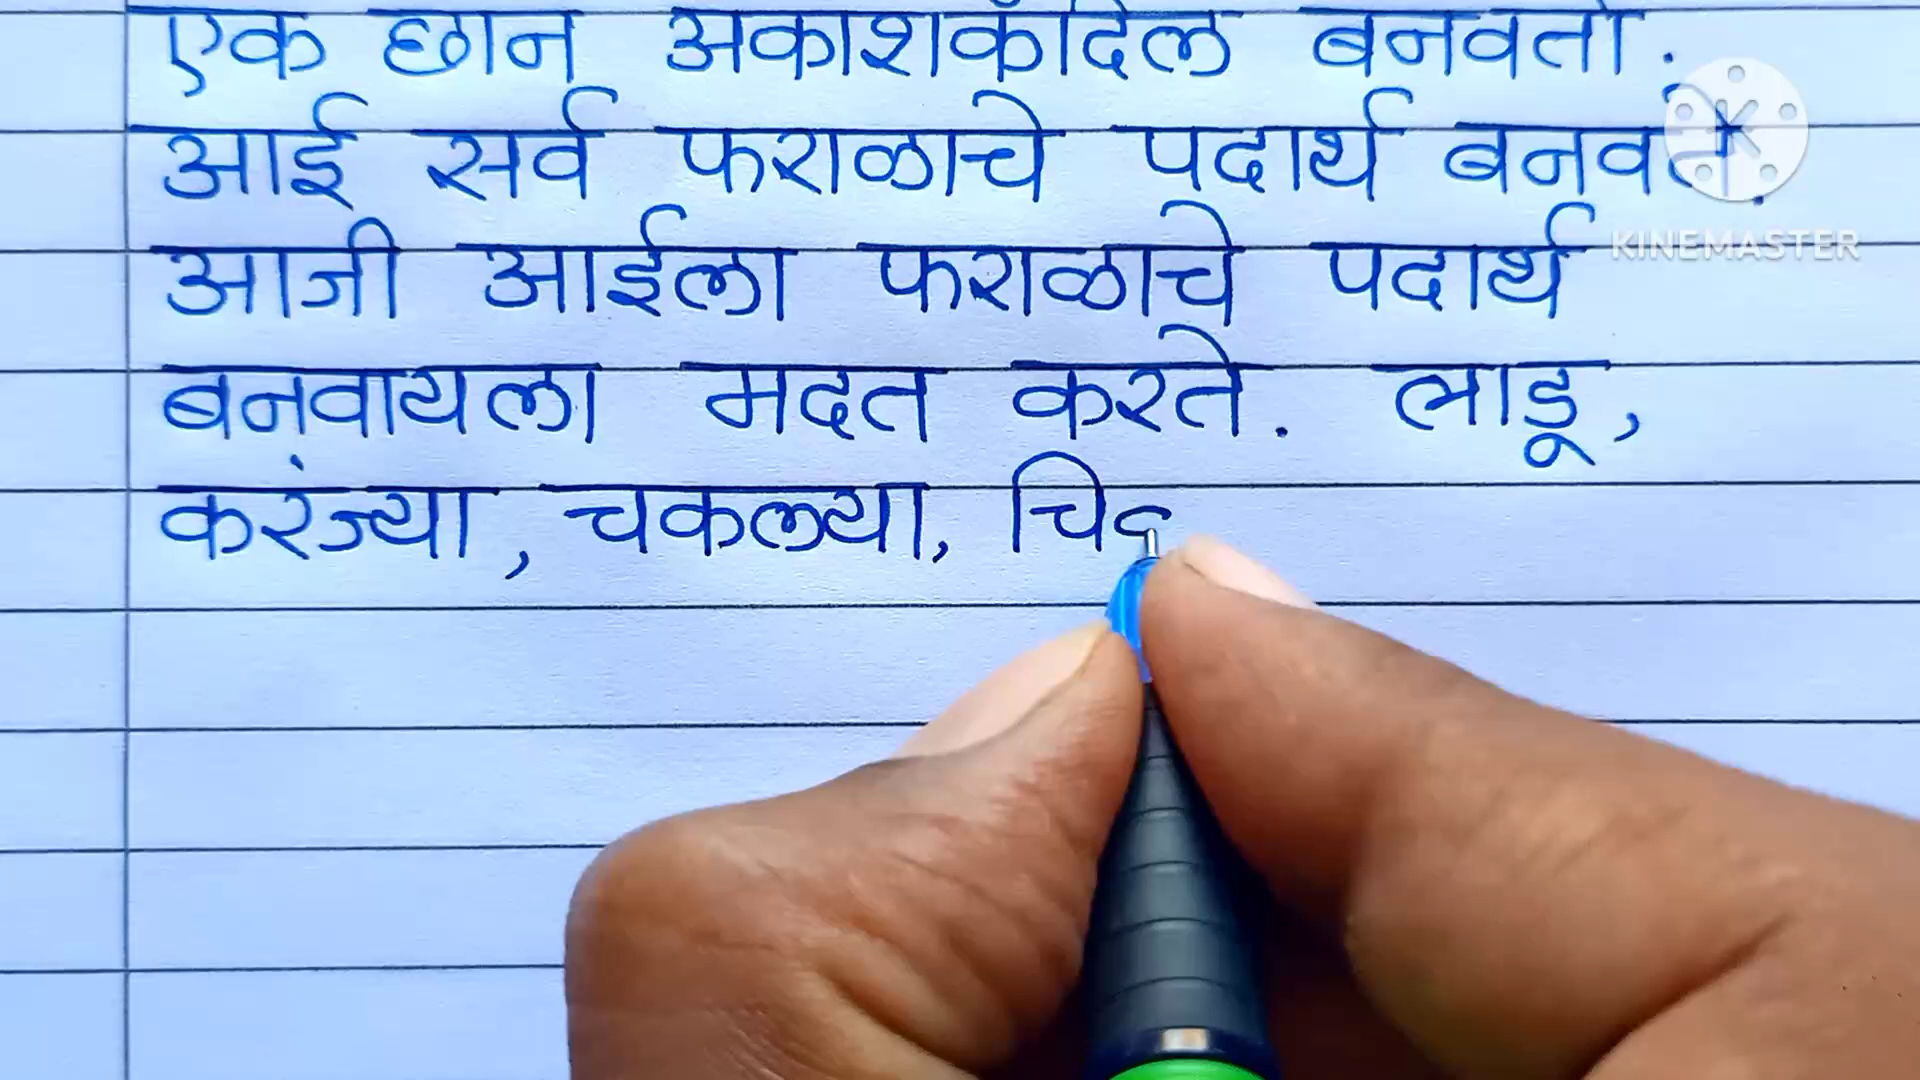 एक छान अकाशकँदिल बनवतो.
आई सर्व फराळाचे पदार्थ बनवते.
आजी आईला फराळाचे पदार्थ
बनवायला मदत करते. लाडू,
करंज्या, चकल्या,
KINEMASTER